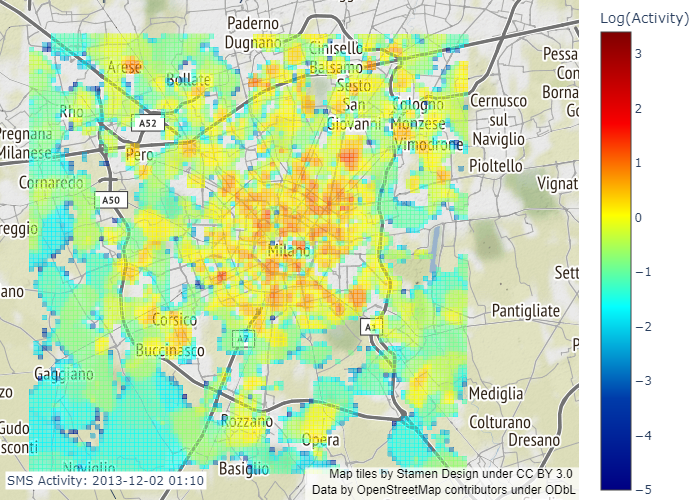 Paderno
Dugnano
Cinisello
Balsamo
Arese
Bollate
Sesto
San
Giovanni
Rho
Cologno
Monzese
Cernusco
sul
Naviglio
Pessa
Con
Borna
Go
A52
Pregnana
Milanese
Pero
Vimodrone
Pioltello
Cornaredo
A50
Vignat
reggio
Milano
Sett
ano
Pantigliate
Corsico
A1
A7
P
Buccinasco
Gaggiano
zo
Mediglia
Rozzano
Colturano
Gudo
Opera
Dresano
sconti
Noviglio
Basiglio
SMS Activity: 2013-12-02 01:10
Map tiles by Stamen Design under CC BY 3.0
Data by OpenStreetMap contributors under ODbL
Log(Activity)
3
2
1
0
−1
−2
−3
−4
−5